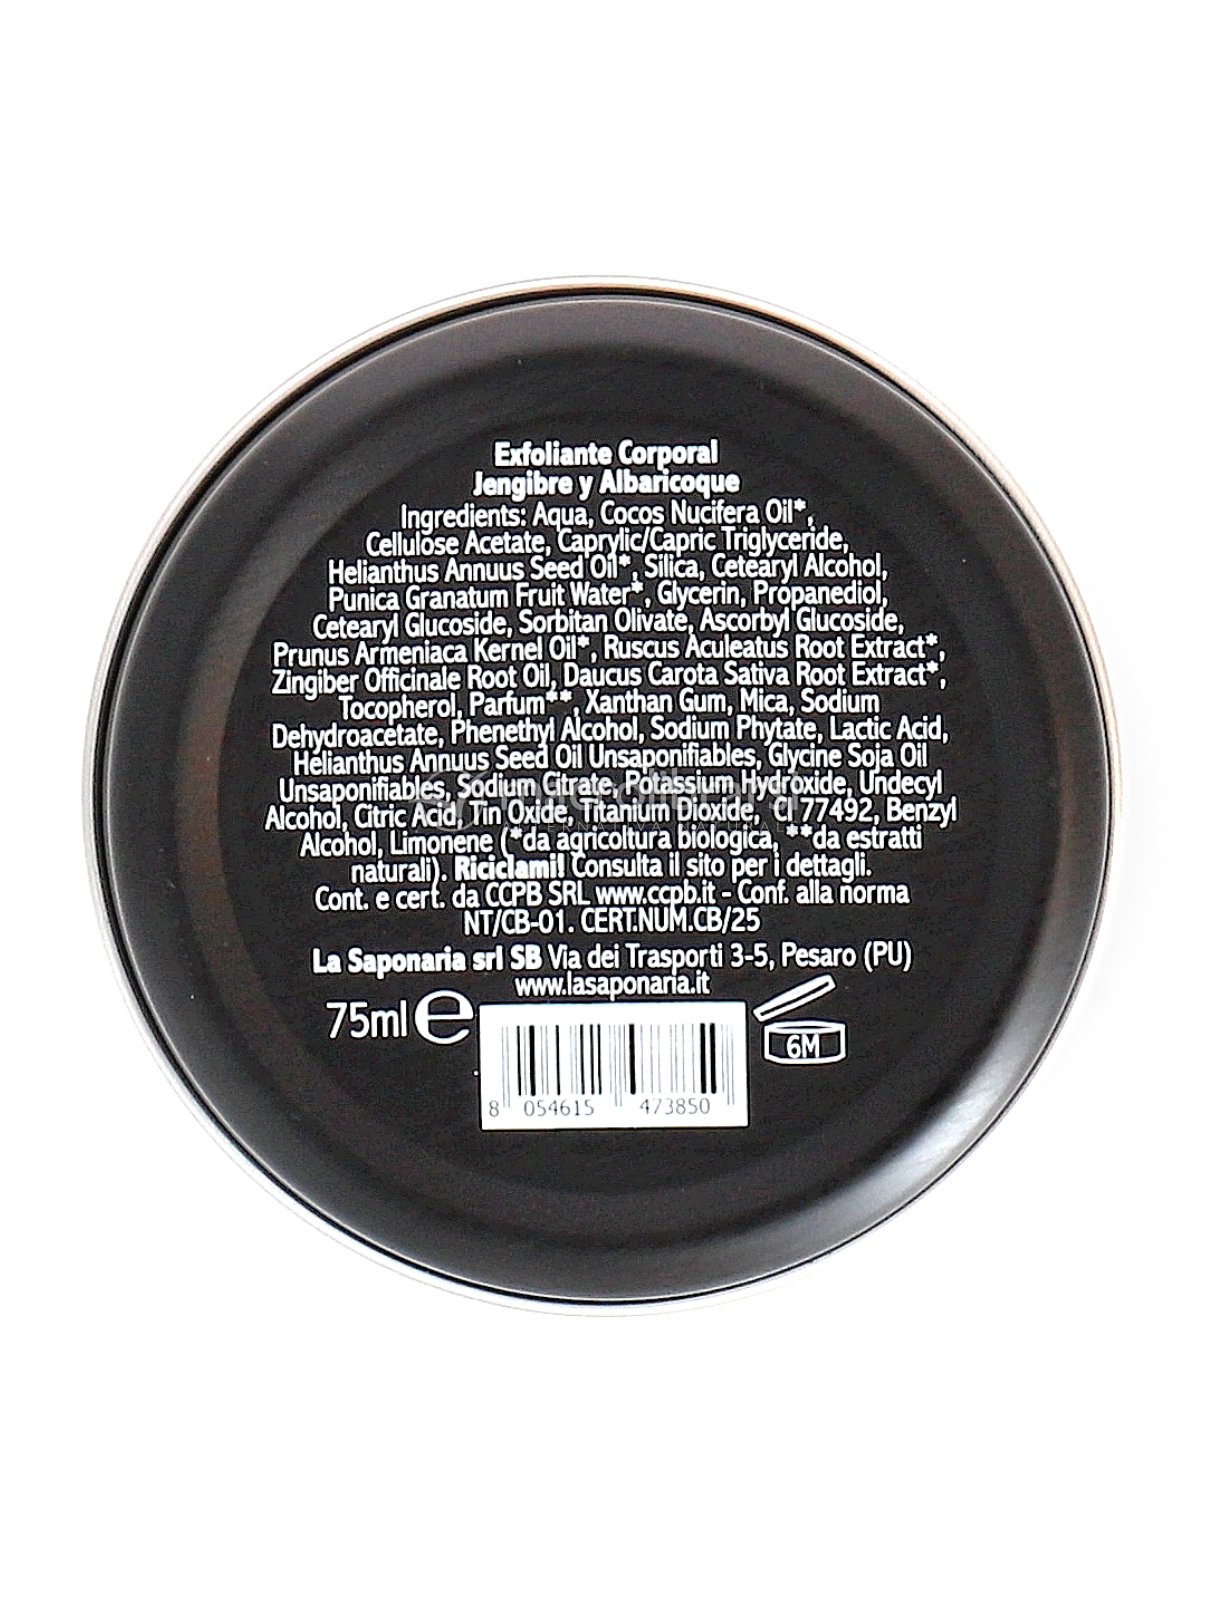 Exfoliante Corporal
Jengibre y Albaricoque
Ingredients: Aqua, Cocos Nucifera Oil*,
Cellulose Acetate, Caprylic/Capric Triglyceride,
Helianthus Annuus Seed Oil*, Silica, Cetearyl Alcohol,
Punica Granatum Fruit Water*, Glycerin, Propanediol,
Cetearyl Glucoside, Sorbitan Olivate, Ascorbyl Glucoside,
Prunus Armeniaca Kernel Oil*, Ruscus Aculeatus Root Extract*,
Zingiber Officinale Root Oil, Daucus Carota Sativa Root Extract*,
Tocopherol, Parfum**, Xanthan Gum, Mica, Sodium
Dehydroacetate, Phenethyl Alcohol, Sodium Phytate, Lactic Acid,
Helianthus Annuus Seed Oil Unsaponifiables, Glycine Soja Oil
Unsaponifiables, Sodium Citrate, Potassium Hydroxide, Undecyl
Alcohol, Citric Acid, Tin Oxide, Titanium Dioxide, CI 77492, Benzyl
Alcohol, Limonene (*da agricoltura biologica, **da estratti
naturali). Riciclami! Consulta il sito per i dettagli.
Cont. e cert. da CCPB SRL www.ccpb.it - Conf. alla norma
NT/CB-01. CERT.NUM.CB/25
La Saponaria srl SB Via dei Trasporti 3-5, Pesaro (PU)
www.lasaponaria.it
75ml e
6M
8 054615 473850